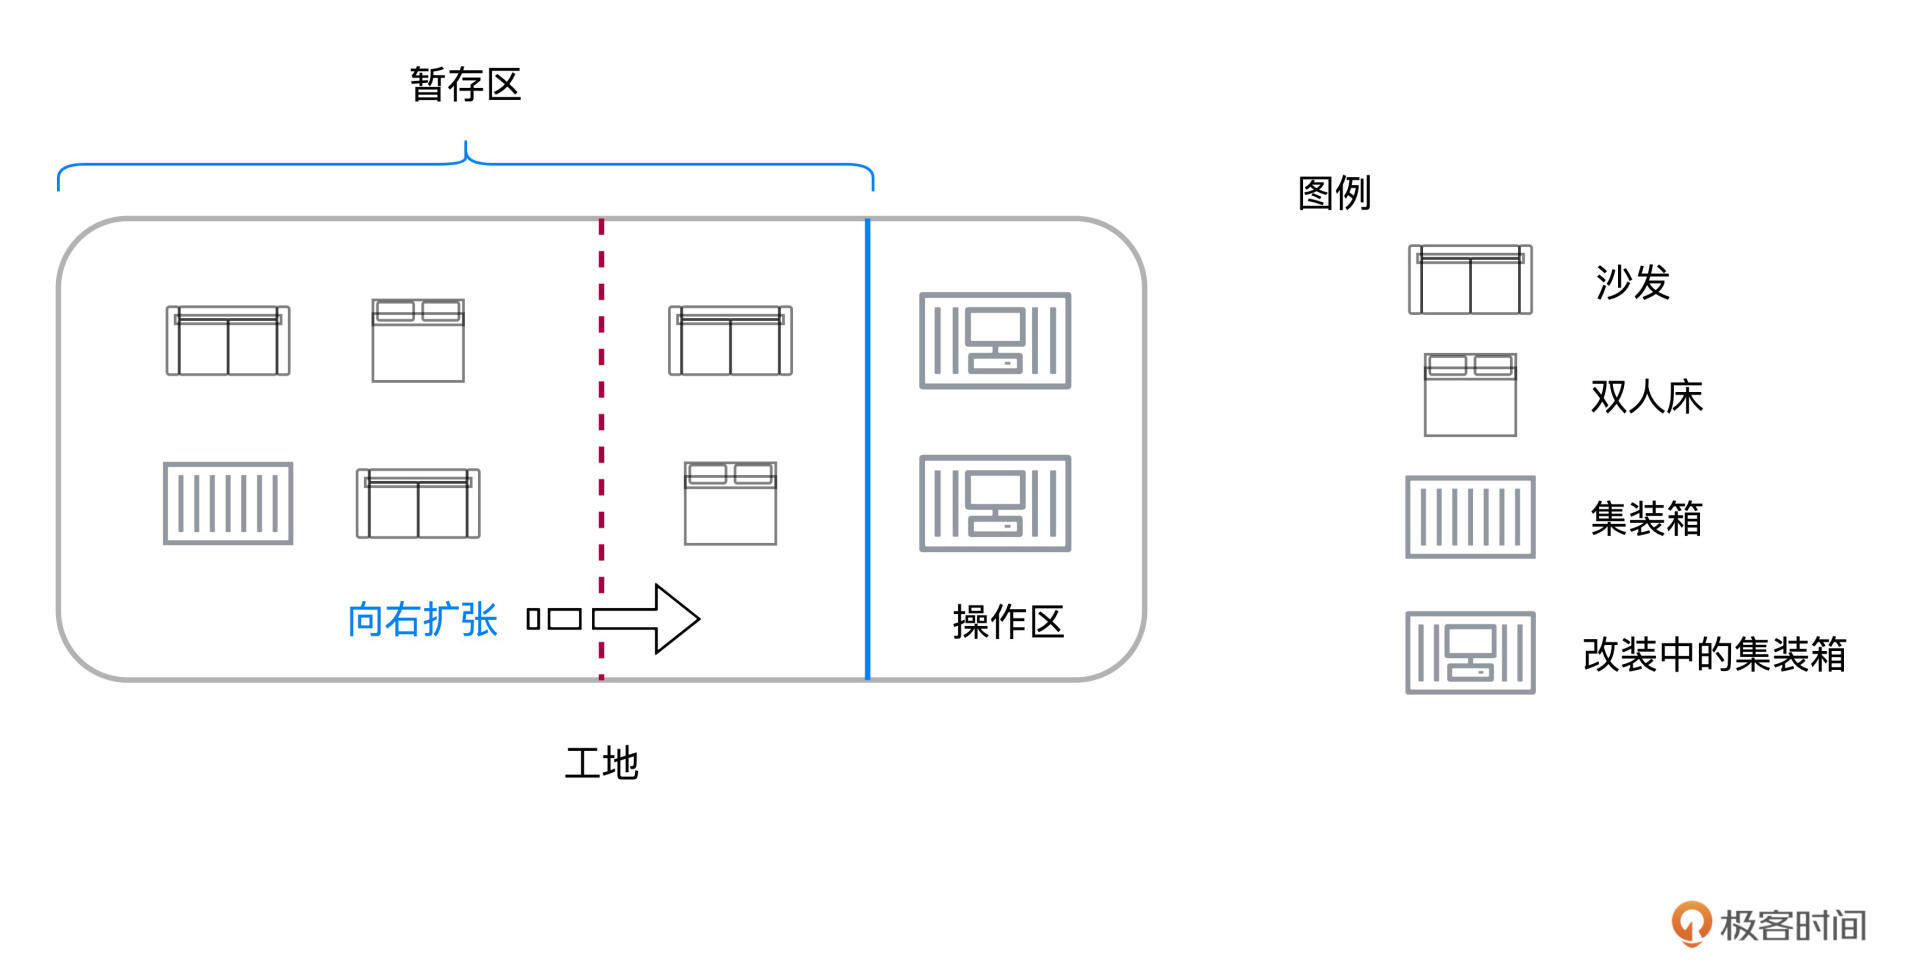 暂存区
图例
沙发
双人床
集装箱
向右扩张
操作区
改装中的集装箱
工地
极客时间